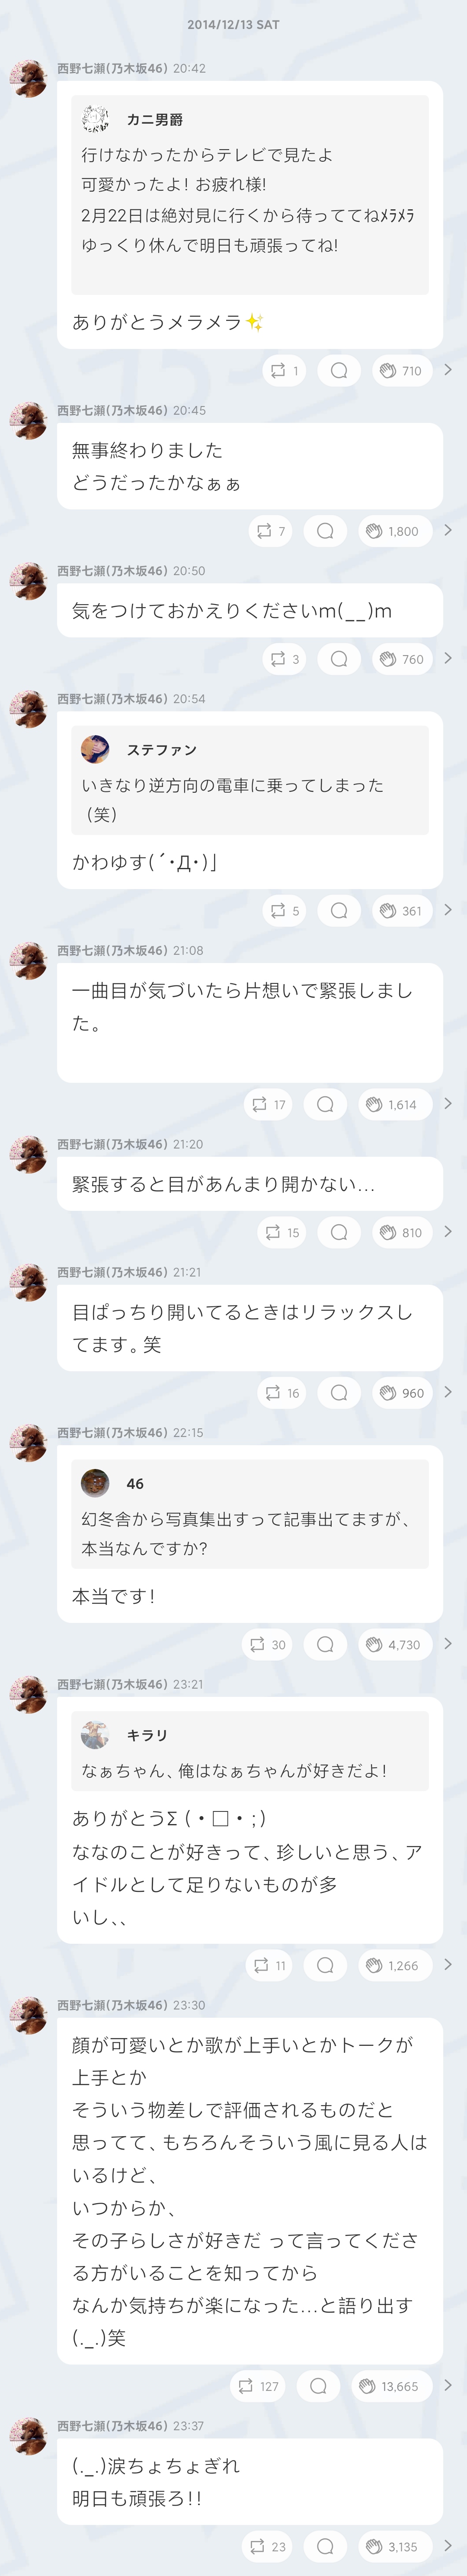 2014/12/13 SAT
西野七瀬(乃木坂46) 20:42
カニ男爵
行けなかったからテレビで見たよ
可愛かったよ! お疲れ様!
2月22日は絶対見に行くから待っててねﾒﾗﾒﾗ
ゆっくり休んで明日も頑張ってね!
ありがとうメラメラ✨
1 710
西野七瀬(乃木坂46) 20:45
無事終わりました
どうだったかなぁぁ
7 1,800
西野七瀬(乃木坂46) 20:50
気をつけておかえりくださいm(__)m
3 760
西野七瀬(乃木坂46) 20:54
ステファン
いきなり逆方向の電車に乗ってしまった
（笑）
かわゆす(´･Д･)」
5 361
西野七瀬(乃木坂46) 21:08
一曲目が気づいたら片想いで緊張しまし
た。
17 1,614
西野七瀬(乃木坂46) 21:20
緊張すると目があんまり開かない...
15 810
西野七瀬(乃木坂46) 21:21
目ぱっちり開いてるときはリラックスし
てます。笑
16 960
西野七瀬(乃木坂46) 22:15
46
幻冬舎から写真集出すって記事出てますが、
本当なんですか?
本当です!
30 4,730
西野七瀬(乃木坂46) 23:21
キラリ
なぁちゃん、俺はなぁちゃんが好きだよ!
ありがとうΣ (・□・;)
ななのことが好きって、珍しいと思う、ア
イドルとして足りないものが多
いし､､
11 1,266
西野七瀬(乃木坂46) 23:30
顔が可愛いとか歌が上手いとかトークが
上手とか
そういう物差しで評価されるものだと
思ってて、もちろんそういう風に見る人は
いるけど、
いつからか、
その子らしさが好きだ って言ってくださ
る方がいることを知ってから
なんか気持ちが楽になった...と語り出す
(._.)笑
127 13,665
西野七瀬(乃木坂46) 23:37
(._.)涙ちょちょぎれ
明日も頑張ろ!!
23 3,135